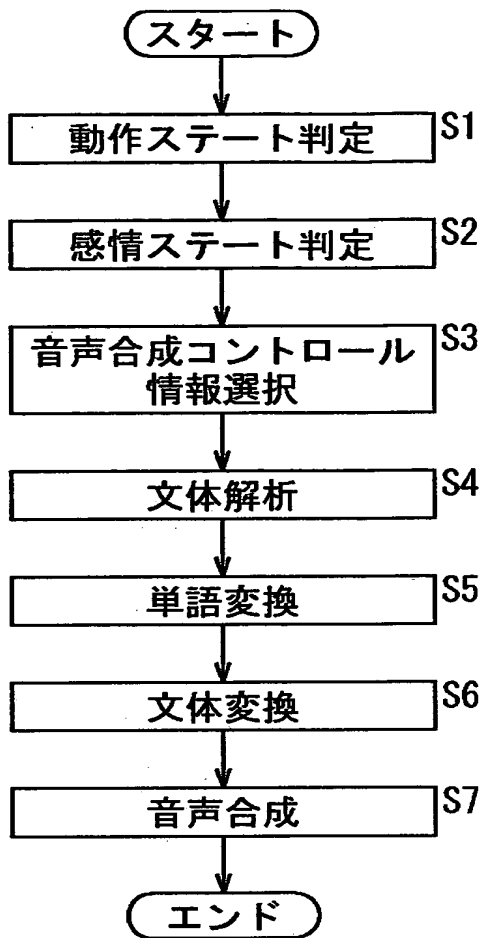 スタート
動作ステート判定 S1
感情ステート判定 S2
音声合成コントロール S3
情報選択
文体解析 S4
単語変換 S5
文体変換 S6
音声合成 S7
エンド